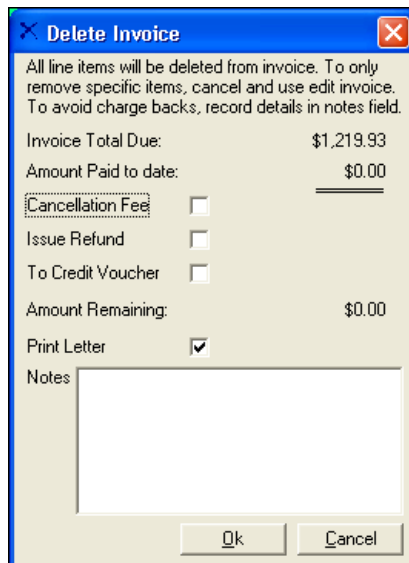 Delete Invoice
All line items will be deleted from invoice. To only
remove specific items, cancel and use edit invoice.
To avoid charge backs, record details in notes field.
Invoice Total Due: $1,219.93
Amount Paid to date: $0.00
Cancellation Fee
Issue Refund
To Credit Voucher
Amount Remaining: $0.00
Print Letter
Notes
Ok Cancel